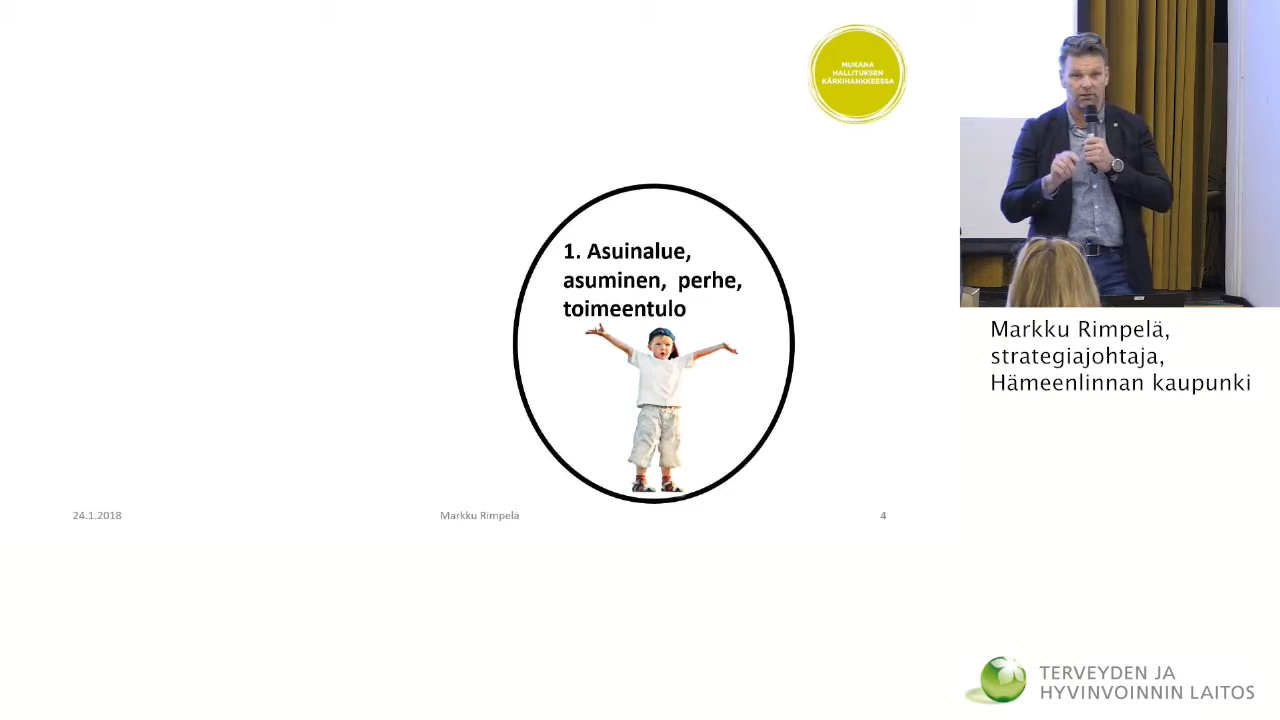 MUKANA
HALLITUKSEN
KÄRKIHANKKEESSA
1. Asuinalue,
asuminen, perhe,
toimeentulo
24.1.2018
Markku Rimpelä
4
Markku Rimpelä,
strategiajohtaja,
Hämeenlinnan kaupunki
TERVEYDEN JA
HYVINVOINNIN LAITOS